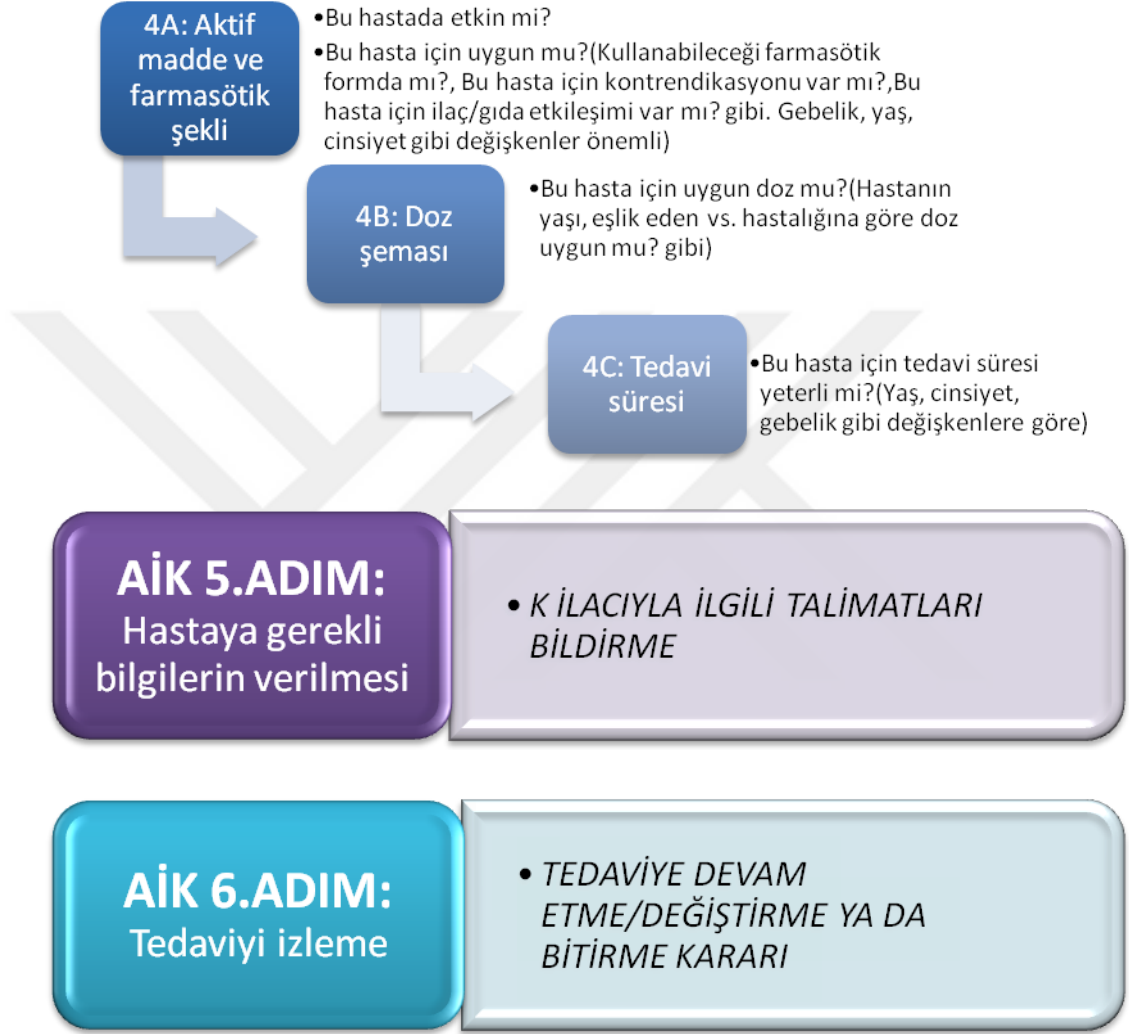 4A: Aktif
madde ve
farmasötik
şekli
•Bu hastada etkin mi?
•Bu hasta için uygun mu?(Kullanabileceği farmasötik
formda mı?, Bu hasta için kontrendikasyonu var mı?,Bu
hasta için ilaç/gıda etkileşimi var mı? gibi. Gebelik, yaş,
cinsiyet gibi değişkenler önemli)
4B: Doz
şeması
•Bu hasta için uygun doz mu?(Hastanın
yaşı, eşlik eden vs. hastalığına göre doz
uygun mu? gibi)
4C: Tedavi
süresi
•Bu hasta için tedavi süresi
yeterli mi?(Yaş, cinsiyet,
gebelik gibi değişkenlere göre)
AİK 5.ADIM:
Hastaya gerekli
bilgilerin verilmesi
• K İLACIYLA İLGİLİ TALİMATLARI
BİLDİRME
AİK 6.ADIM:
Tedaviyi izleme
• TEDAVİYE DEVAM
ETME/DEĞİŞTİRME YA DA
BİTİRME KARARI